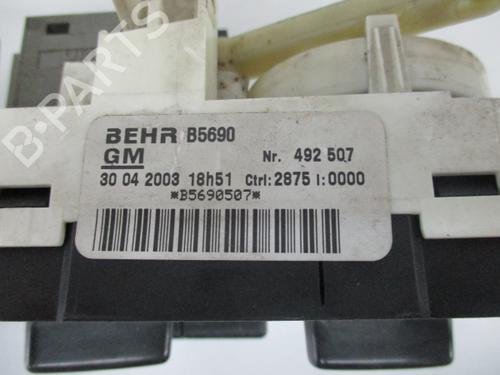 BEHR B5690
GM Nr. 492 507
30 04 2003 18h51 Ctrl: 2875 I: 0000
*B5690507*
B-PARTS